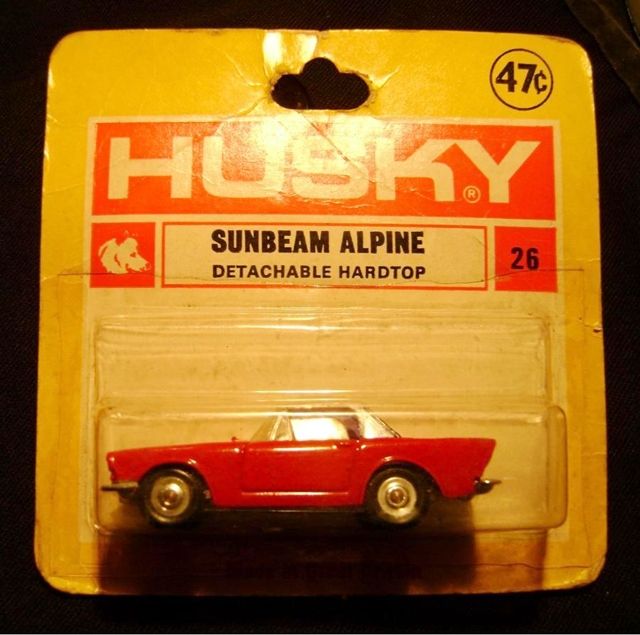 47¢
HUSKY®
SUNBEAM ALPINE
DETACHABLE HARDTOP
26